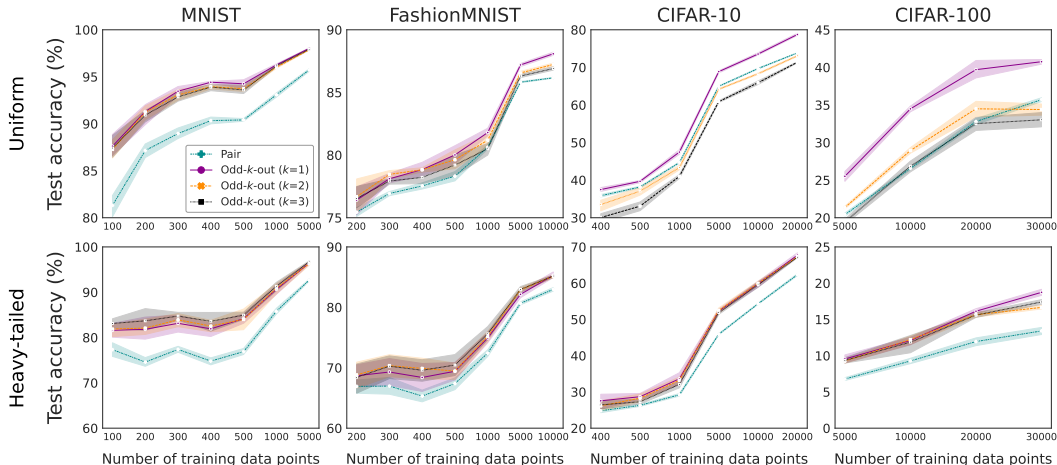 MNIST
FashionMNIST
CIFAR-10
CIFAR-100
Uniform
Test accuracy (%)
100
95
90
85
80
Pair
Odd-k-out (k=1)
Odd-k-out (k=2)
Odd-k-out (k=3)
100 200 300 400 500 1000 5000
90
85
80
75
200 300 400 500 1000 5000 10000
80
70
60
50
40
30
400 500 1000 5000 10000 20000
45
40
35
30
25
20
5000 10000 20000 30000
Heavy-tailed
Test accuracy (%)
100
90
80
70
60
100 200 300 400 500 1000 5000
Number of training data points
90
80
70
60
200 300 400 500 1000 5000 10000
Number of training data points
70
60
50
40
30
20
400 500 1000 5000 10000 20000
Number of training data points
25
20
15
10
5
0
5000 10000 20000 30000
Number of training data points